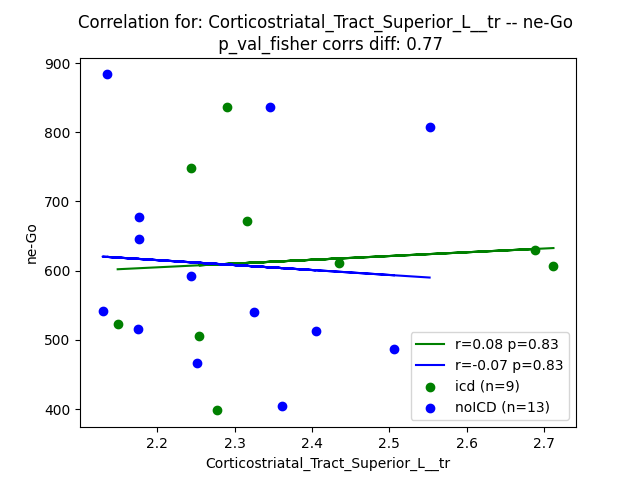 Correlation for: Corticostriatal_Tract_Superior_L__tr -- ne-Go
p_val_fisher corrs diff: 0.77
900
800
700
600
500
400
ne-Go
r=0.08 p=0.83
r=-0.07 p=0.83
icd (n=9)
noICD (n=13)
2.2
2.3
2.4
2.5
2.6
2.7
Corticostriatal_Tract_Superior_L__tr